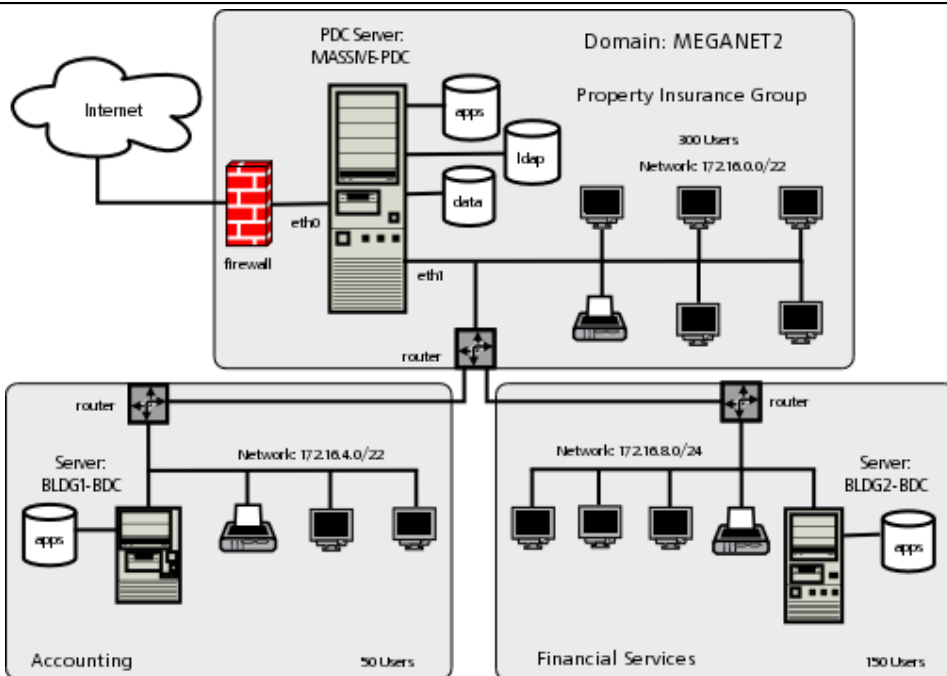 PDC Server:
MASSIVE-PDC
Domain: MEGANET2
Internet
Property Insurance Group
apps
ldap
data
300 Users
Network: 172.16.0.0/22
eth0
firewall
eth1
router
router
Network: 172.16.4.0/22
Server:
BLDG1-BDC
apps
Accounting
50 Users
router
Network: 172.16.8.0/24
Server:
BLDG2-BDC
apps
Financial Services
150 Users